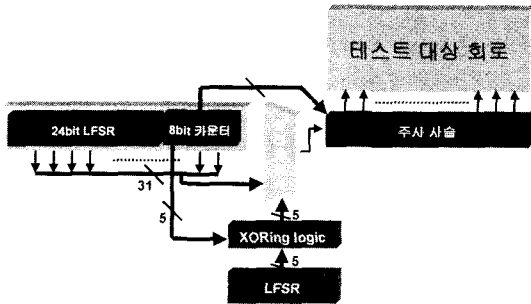 테스트 대상 회로
24bit LFSR
8bit 카운터
주사 사슬
31
5
5
XORing logic
5
LFSR